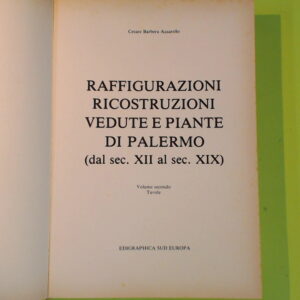 Cesare Barbera Azzarello
RAFFIGURAZIONI
RICOSTRUZIONI
VEDUTE E PIANTE
DI PALERMO
(dal sec. XII al sec. XIX)
Volume secondo
Tavole
EDIGRAPHICA SUD EUROPA